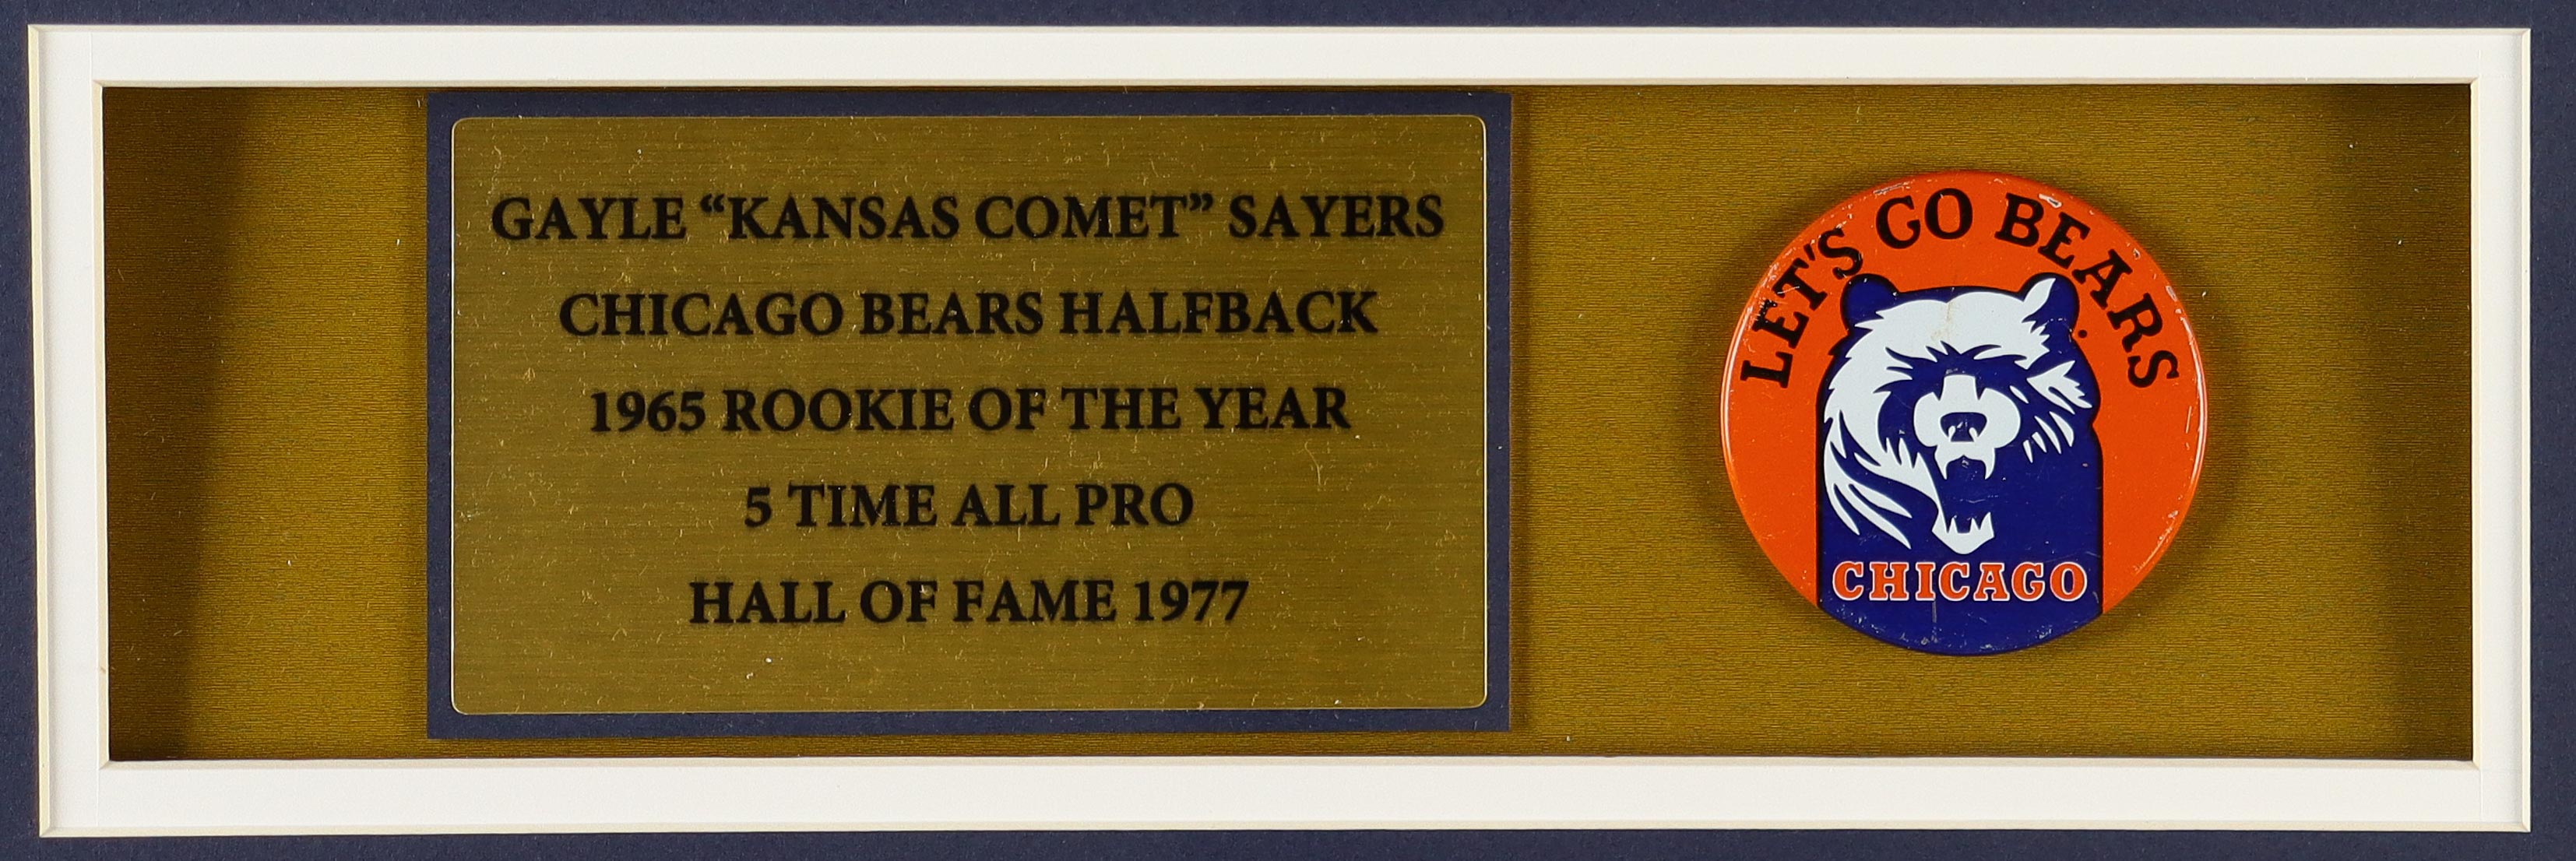 GAYLE “KANSAS COMET” SAYERS
CHICAGO BEARS HALFBACK
1965 ROOKIE OF THE YEAR
5 TIME ALL PRO
HALL OF FAME 1977
LET'S GO BEARS
CHICAGO